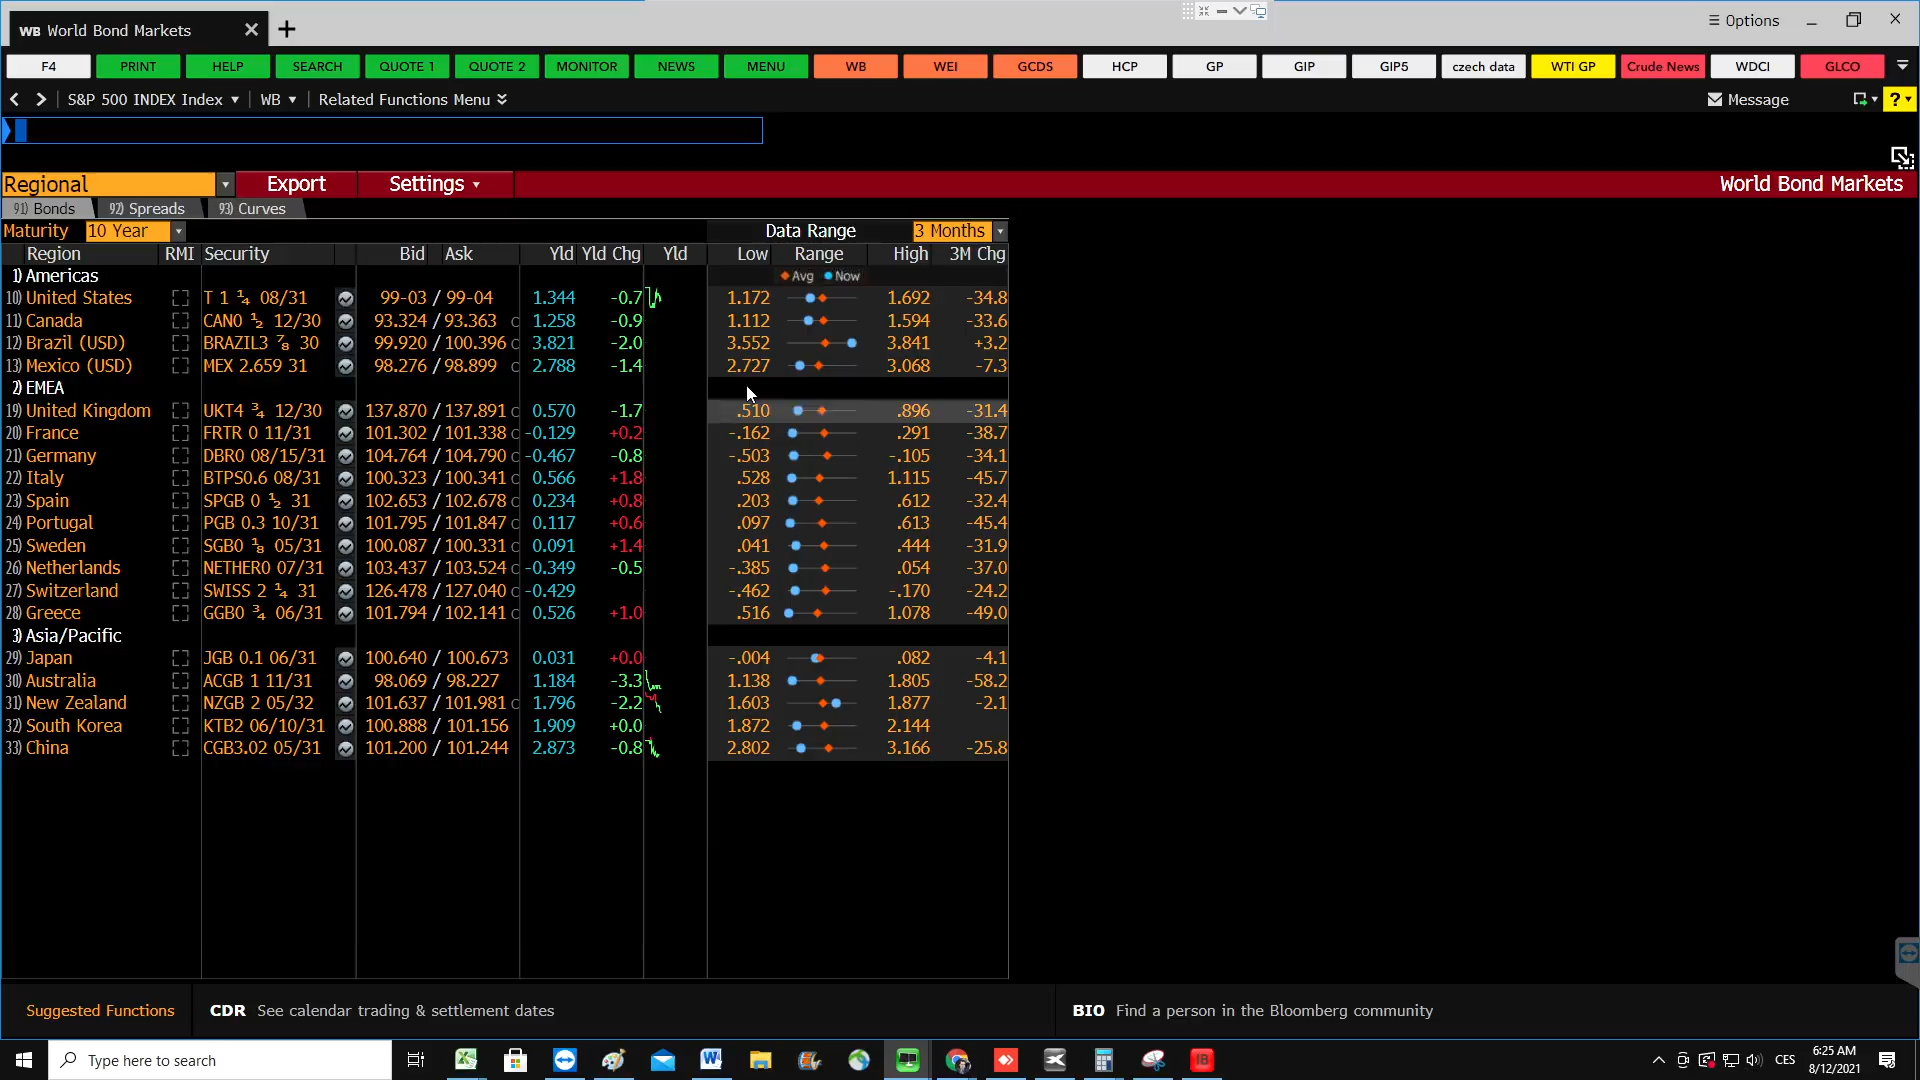 WB World Bond Markets
Options
F4 PRINT HELP SEARCH QUOTE 1 QUOTE 2 MONITOR NEWS MENU WB WEI GCDS HCP GP GIP GIP5 czech data WTI GP Crude News WDCI GLCO
S&P 500 INDEX Index WB Related Functions Menu Message ?
Regional Export Settings World Bond Markets
91) Bonds 92) Spreads 93) Curves
Maturity 10 Year Data Range 3 Months
Region RMI Security Bid Ask Yld Yld Chg Yld Low Range High 3M Chg
1) Americas Avg Now
10) United States T 1 ¼ 08/31 99-03 / 99-04 1.344 -0.7 1.172 1.692 -34.8
11) Canada CAN0 ½ 12/30 93.324 / 93.363 1.258 -0.9 1.112 1.594 -33.6
12) Brazil (USD) BRAZIL3 ⅞ 30 99.920 / 100.396 3.821 -2.0 3.552 3.841 +3.2
13) Mexico (USD) MEX 2.659 31 98.276 / 98.899 2.788 -1.4 2.727 3.068 -7.3
2) EMEA
19) United Kingdom UKT4 ¾ 12/30 137.870 / 137.891 0.570 -1.7 .510 .896 -31.4
20) France FRTR 0 11/31 101.302 / 101.338 -0.129 +0.2 -.162 .291 -38.7
21) Germany DBR0 08/15/31 104.764 / 104.790 -0.467 -0.8 -.503 -.105 -34.1
22) Italy BTPS0.6 08/31 100.323 / 100.341 0.566 +1.8 .528 1.115 -45.7
23) Spain SPGB 0 ½ 31 102.653 / 102.678 0.234 +0.8 .203 .612 -32.4
24) Portugal PGB 0.3 10/31 101.795 / 101.847 0.117 +0.6 .097 .613 -45.4
25) Sweden SGB0 ⅛ 05/31 100.087 / 100.331 0.091 +1.4 .041 .444 -31.9
26) Netherlands NETHER0 07/31 103.437 / 103.524 -0.349 -0.5 -.385 .054 -37.0
27) Switzerland SWISS 2 ¼ 31 126.478 / 127.040 -0.429 -.462 -.170 -24.2
28) Greece GGB0 ¾ 06/31 101.794 / 102.141 0.526 +1.0 .516 1.078 -49.0
3) Asia/Pacific
29) Japan JGB 0.1 06/31 100.640 / 100.673 0.031 +0.0 -.004 .082 -4.1
30) Australia ACGB 1 11/31 98.069 / 98.227 1.184 -3.3 1.138 1.805 -58.2
31) New Zealand NZGB 2 05/32 101.637 / 101.981 1.796 -2.2 1.603 1.877 -2.1
32) South Korea KTB2 06/10/31 100.888 / 101.156 1.909 +0.0 1.872 2.144
33) China CGB3.02 05/31 101.200 / 101.244 2.873 -0.8 2.802 3.166 -25.8
Suggested Functions CDR See calendar trading & settlement dates BIO Find a person in the Bloomberg community
Type here to search CES 6:25 AM
8/12/2021